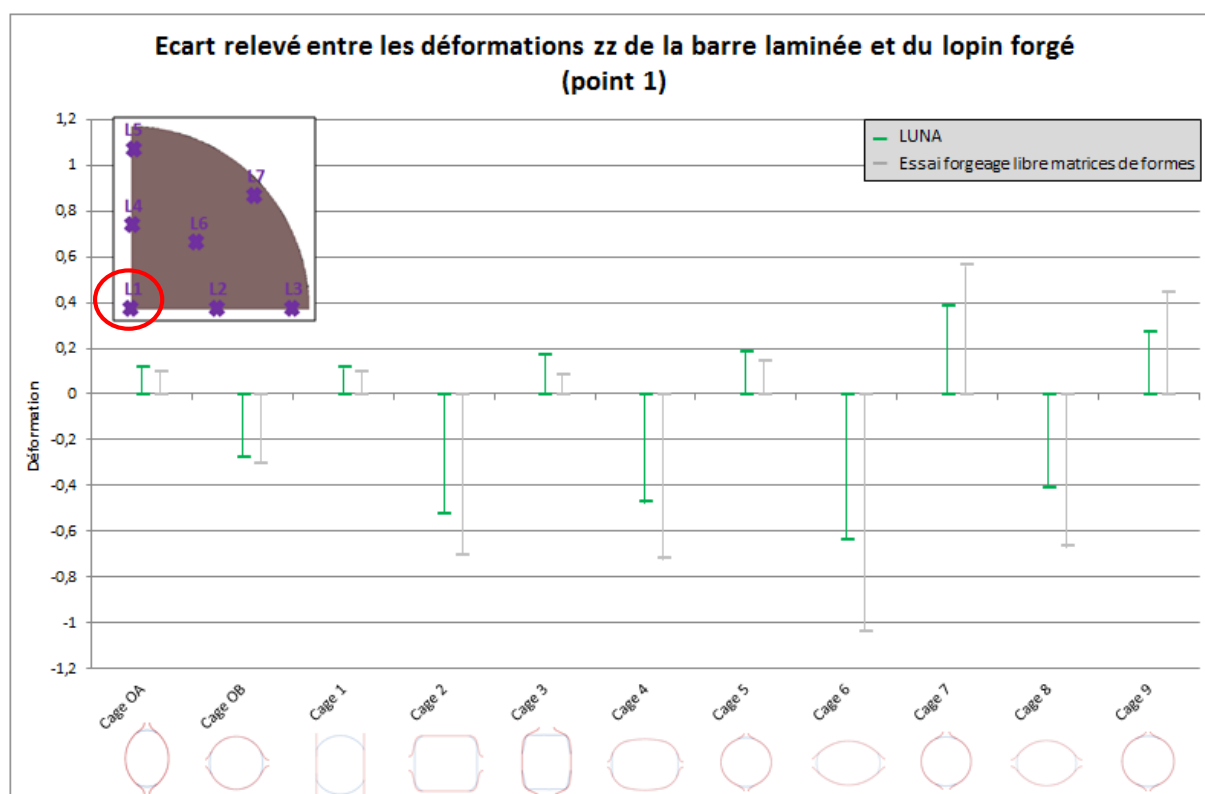 Ecart relevé entre les déformations zz de la barre laminée et du lopin forgé
(point 1)
1,2
1
0,8
0,6
0,4
0,2
0
-0,2
-0,4
-0,6
-0,8
-1
-1,2
Déformation
L5
L7
L4
L6
L1
L2
L3
LUNA
Essai forgeage libre matrices de formes
Cage OA
Cage OB
Cage 1
Cage 2
Cage 3
Cage 4
Cage 5
Cage 6
Cage 7
Cage 8
Cage 9